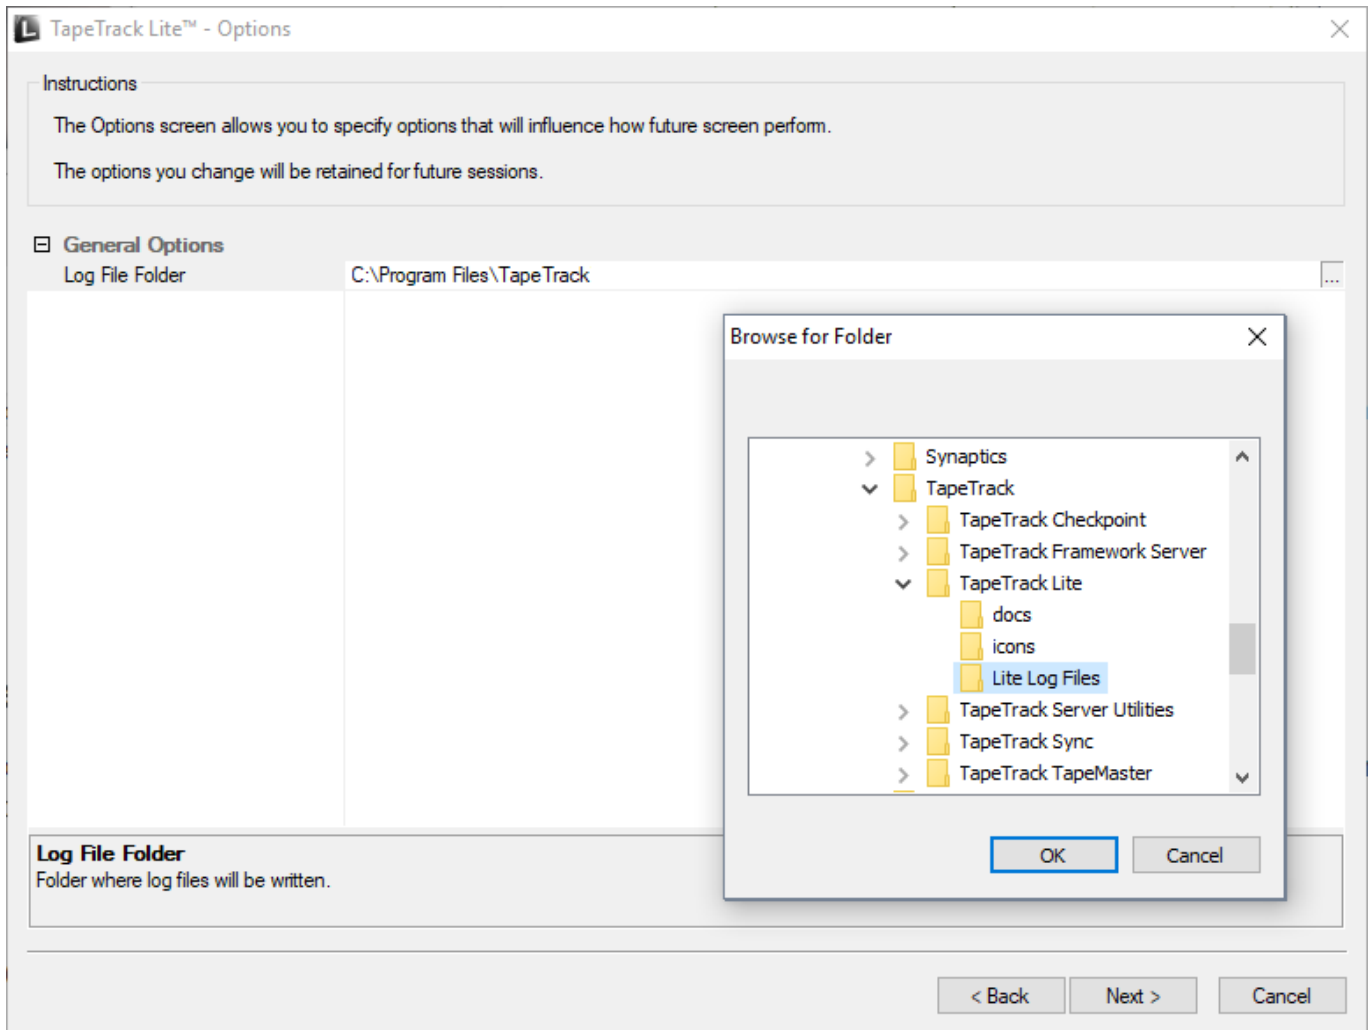 TapeTrack Lite™ - Options
Instructions
The Options screen allows you to specify options that will influence how future screen perform.
The options you change will be retained for future sessions.
General Options
Log File Folder
C:\Program Files\TapeTrack
...
Browse for Folder
Synaptics
TapeTrack
TapeTrack Checkpoint
TapeTrack Framework Server
TapeTrack Lite
docs
icons
Lite Log Files
TapeTrack Server Utilities
TapeTrack Sync
TapeTrack TapeMaster
OK
Cancel
Log File Folder
Folder where log files will be written.
< Back
Next >
Cancel